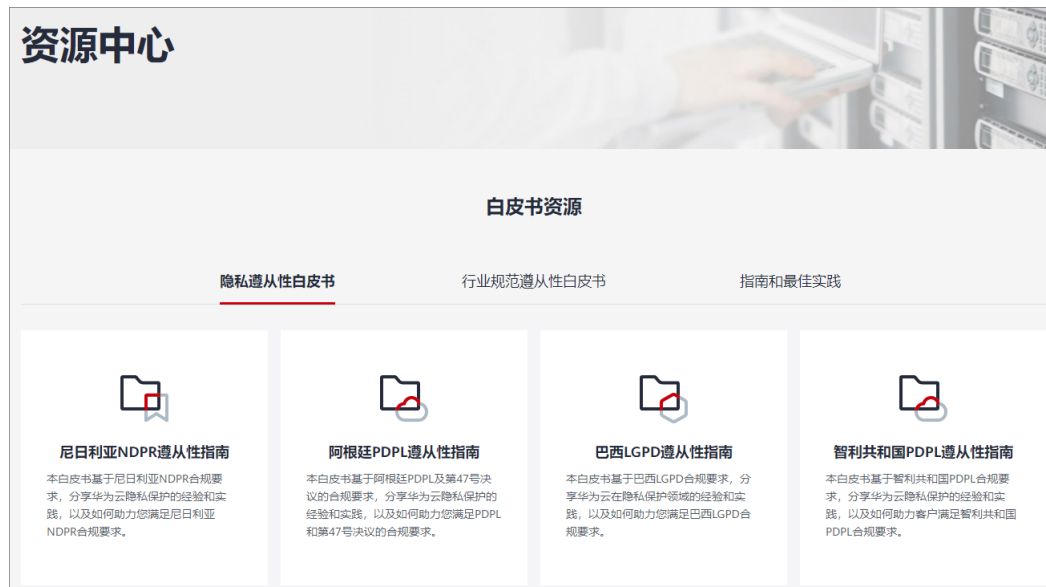 资源中心
白皮书资源
隐私遵从性白皮书
行业规范遵从性白皮书
指南和最佳实践
尼日利亚NDPR遵从性指南
本白皮书基于尼日利亚NDPR合规要
求，分享华为云隐私保护的经验和实
践，以及如何助力您满足尼日利亚
NDPR合规要求。
阿根廷PDPL遵从性指南
本白皮书基于阿根廷PDPL及第47号决
议的合规要求，分享华为云隐私保护的
经验和实践，以及如何助力您满足PDPL
和第47号决议的合规要求。
巴西LGPD遵从性指南
本白皮书基于巴西LGPD合规要求，分
享华为云在隐私保护领域的经验和实
践，以及如何助力您满足巴西LGPD合
规要求。
智利共和国PDPL遵从性指南
本白皮书基于智利共和国PDPL合规要
求，分享华为云隐私保护的经验和实
践，以及如何助力客户满足智利共和国
PDPL合规要求。